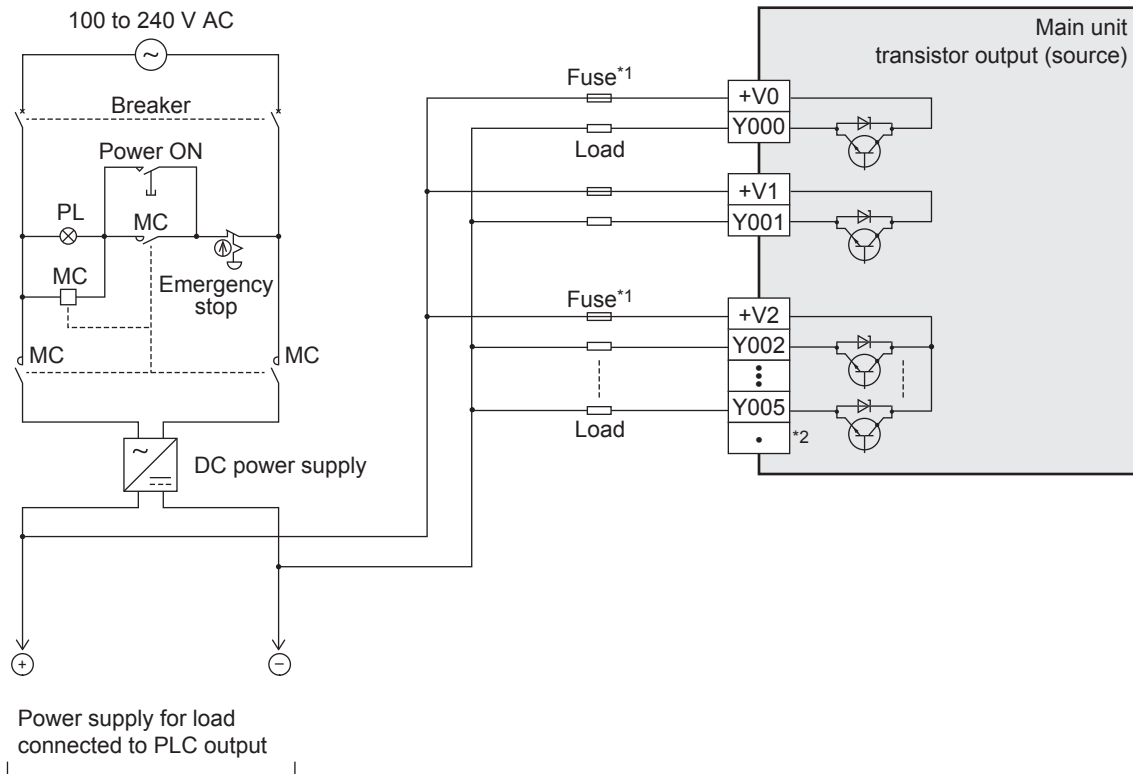 100 to 240 V AC
Breaker
Power ON
PL
MC
MC
Emergency
stop
MC
MC
DC power supply
Power supply for load
connected to PLC output
Main unit
transistor output (source)
Fuse*1
+V0
Y000
Load
+V1
Y001
Fuse*1
+V2
Y002
Y005
Load
*2